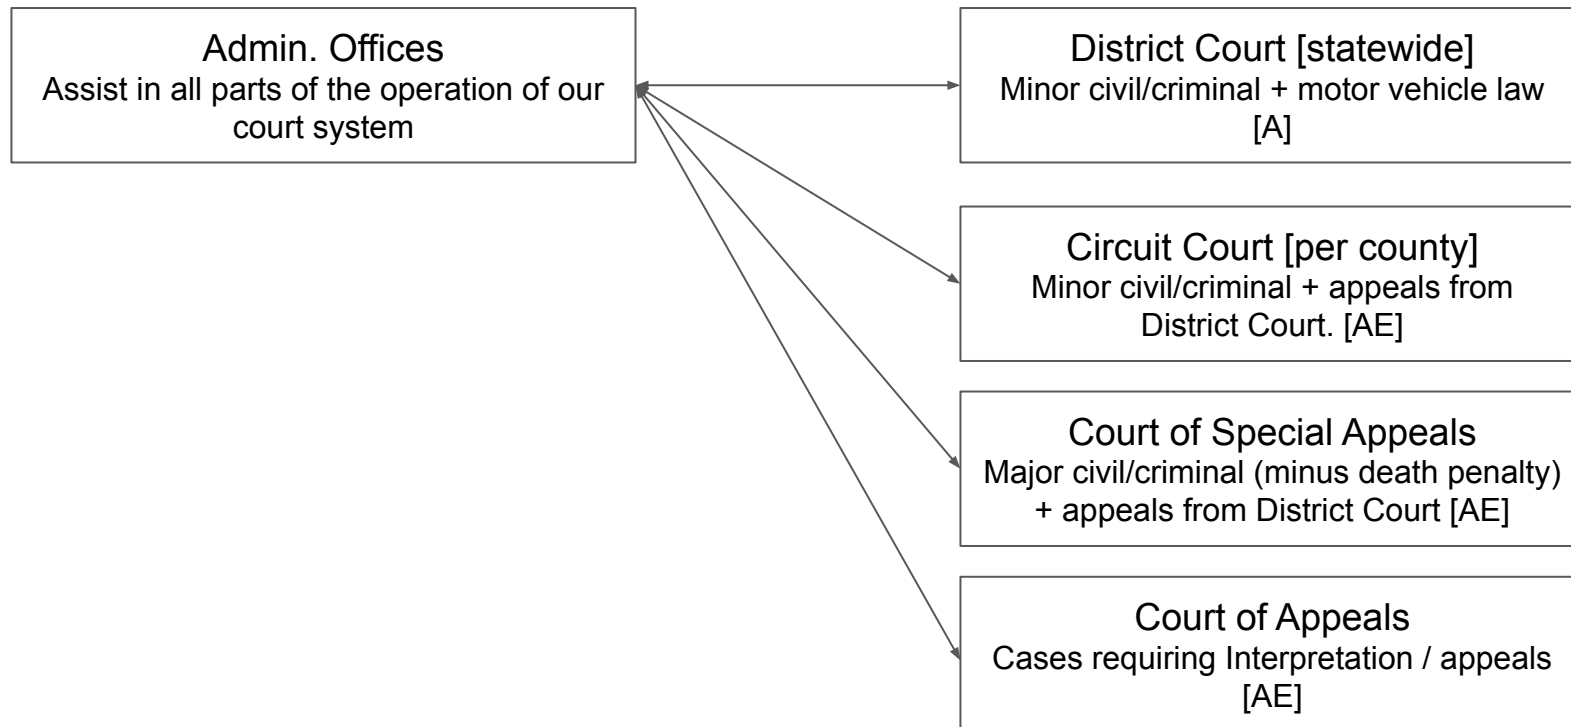 Admin. Offices
Assist in all parts of the operation of our
court system
District Court [statewide]
Minor civil/criminal + motor vehicle law
[A]
Circuit Court [per county]
Minor civil/criminal + appeals from
District Court. [AE]
Court of Special Appeals
Major civil/criminal (minus death penalty)
+ appeals from District Court [AE]
Court of Appeals
Cases requiring Interpretation / appeals
[AE]